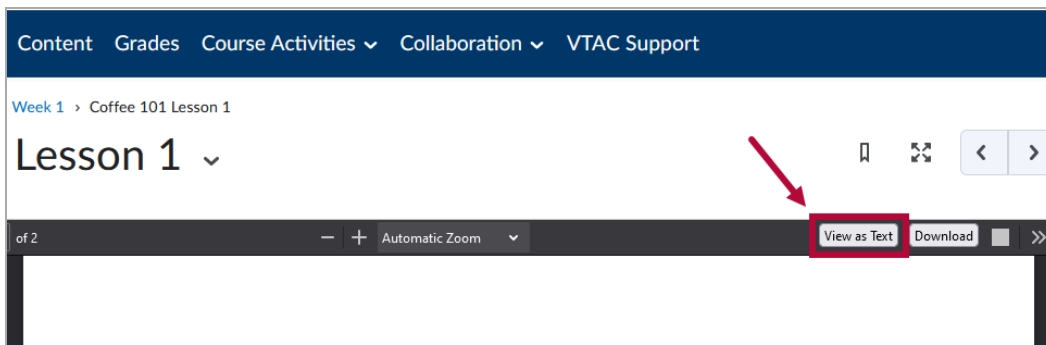 Content Grades Course Activities Collaboration VTAC Support
Week 1 › Coffee 101 Lesson 1
Lesson 1
of 2 Automatic Zoom View as Text Download